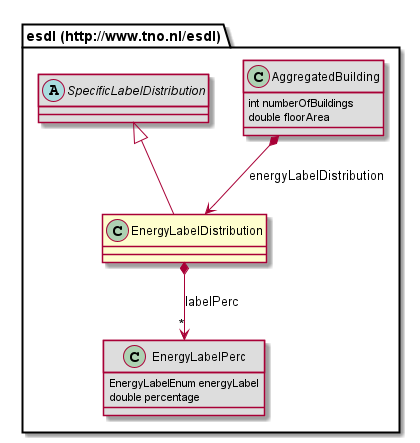 esdl (http://www.tno.nl/esdl)
A SpecificLabelDistribution
C AggregatedBuilding
int numberOfBuildings
double floorArea
energyLabelDistribution
C EnergyLabelDistribution
labelPerc
*
C EnergyLabelPerc
EnergyLabelEnum energyLabel
double percentage